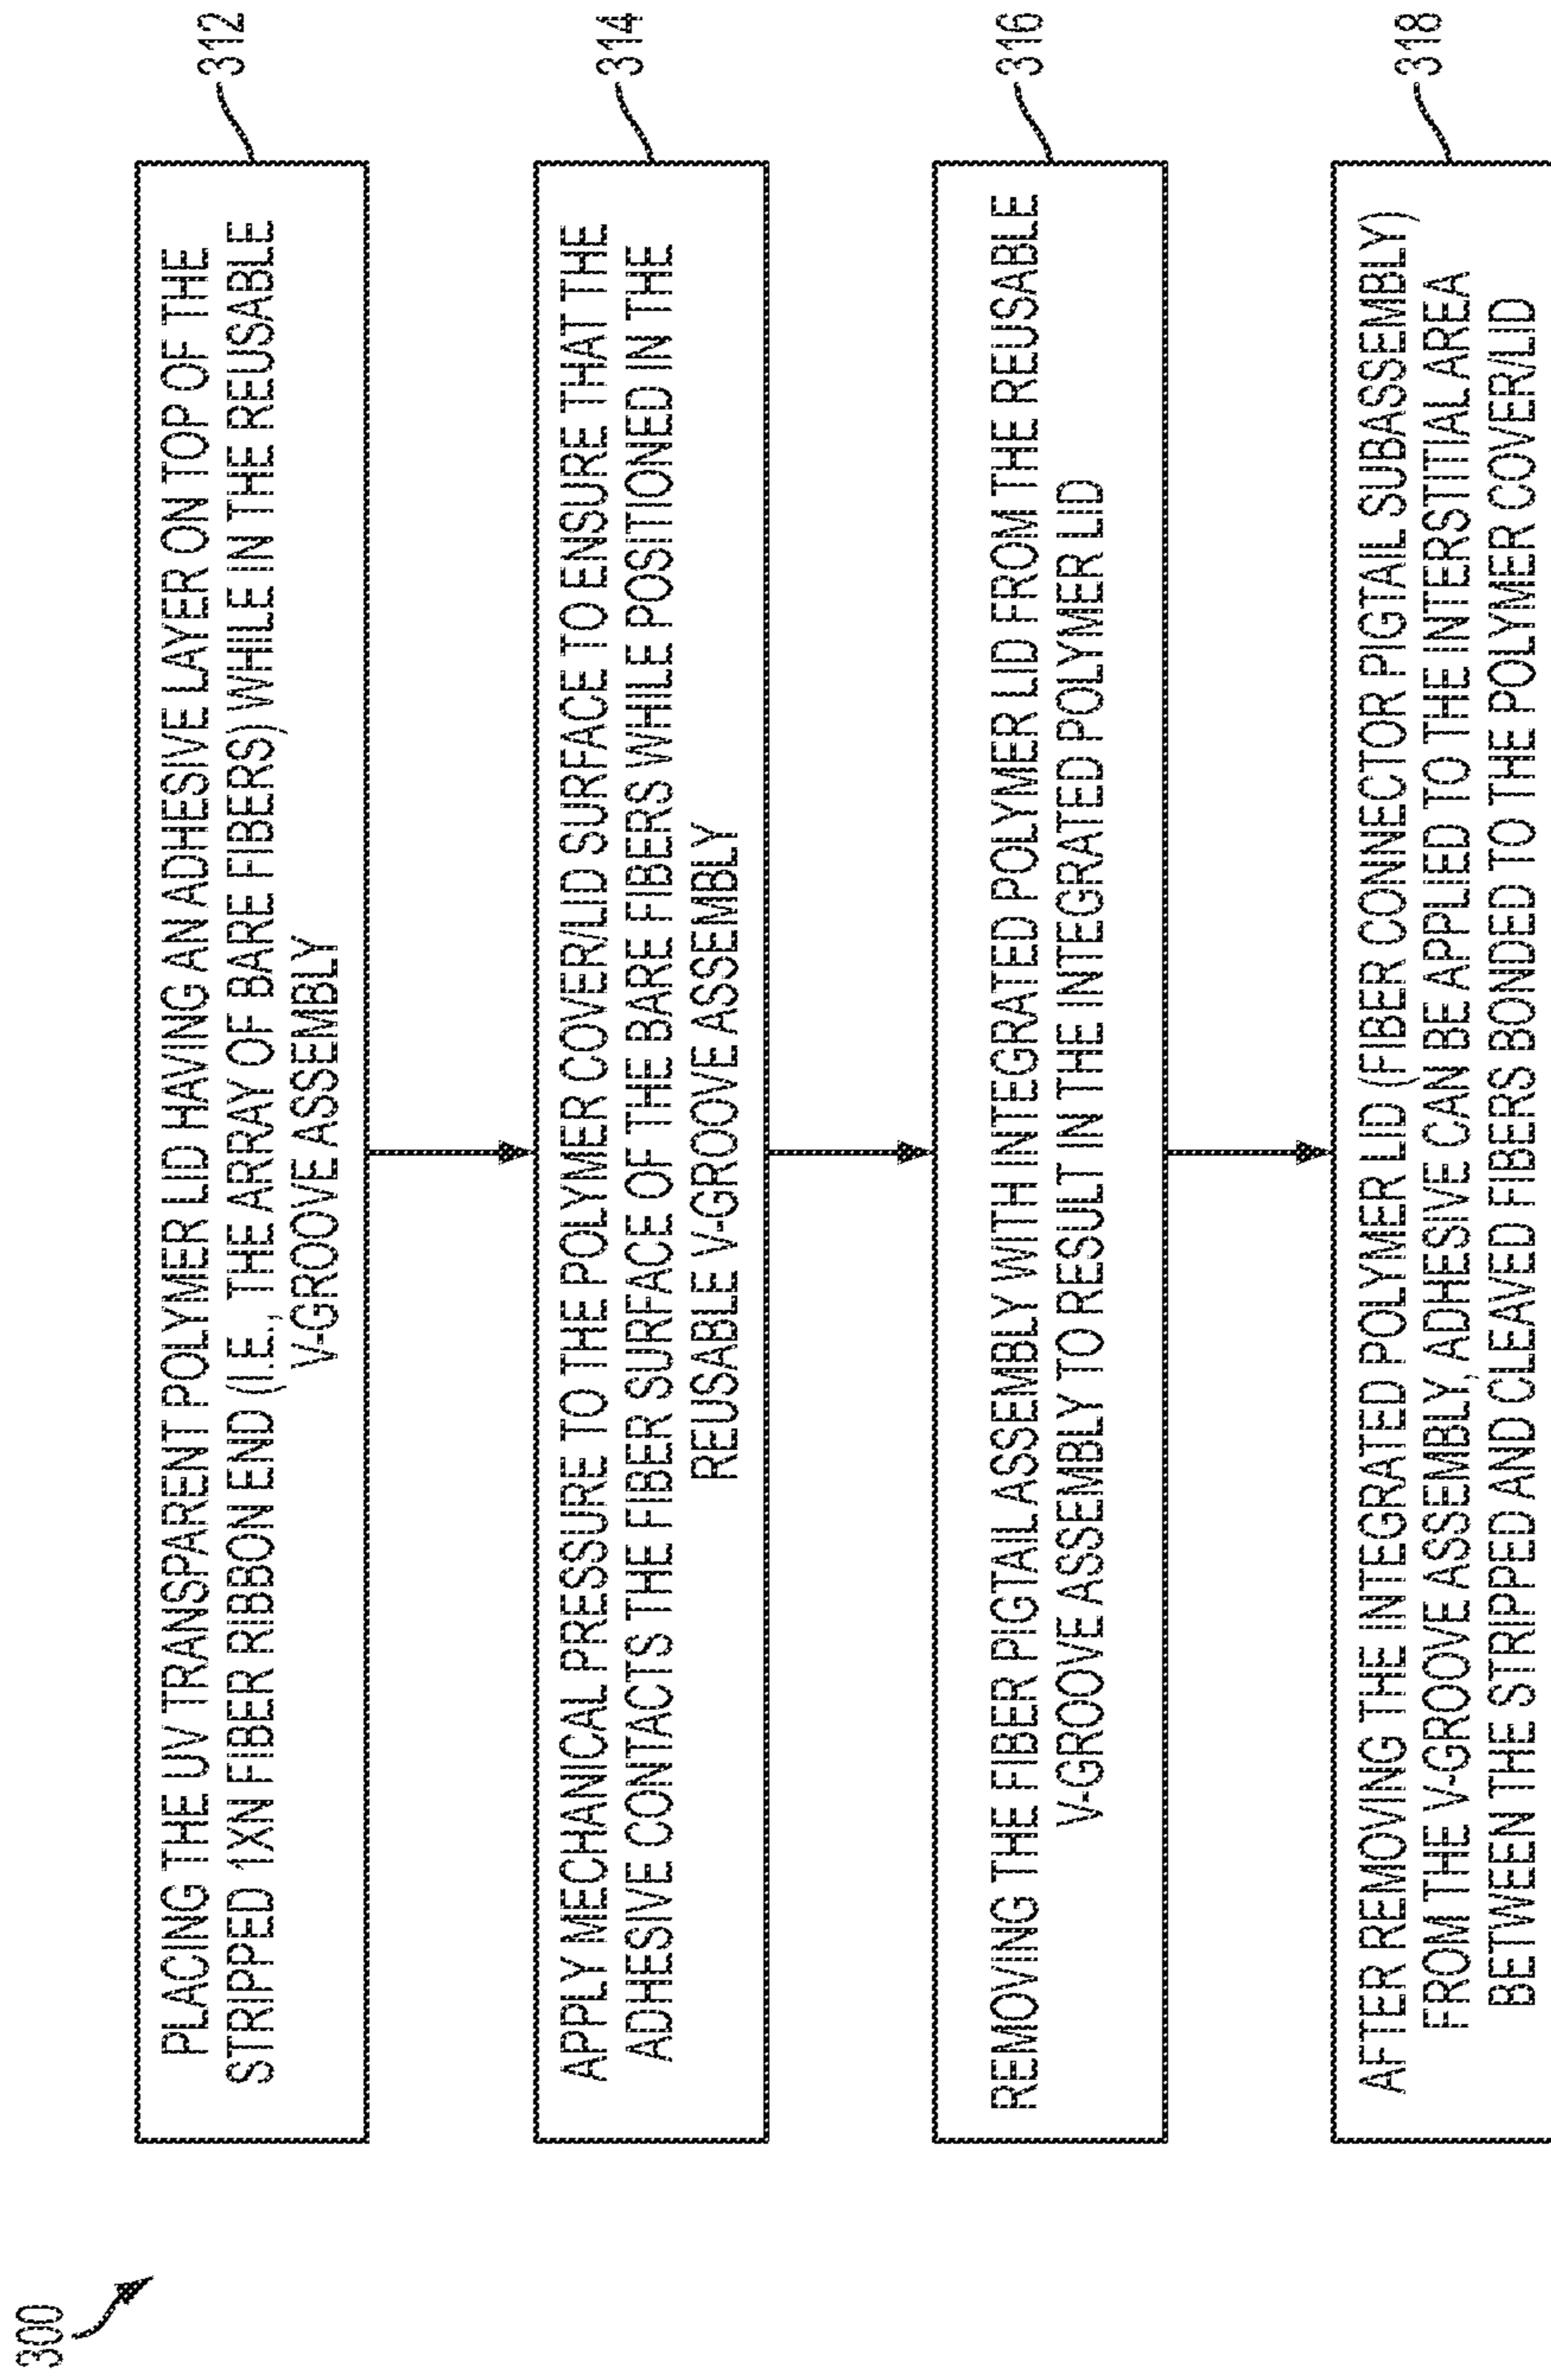 300
PLACING THE UV TRANSPARENT POLYMER LID HAVING AN ADHESIVE LAYER ON TOP OF THE
STRIPPED 1XN FIBER RIBBON END (I.E., THE ARRAY OF BARE FIBERS) WHILE IN THE REUSABLE
V-GROOVE ASSEMBLY
312
APPLY MECHANICAL PRESSURE TO THE POLYMER COVER/LID SURFACE TO ENSURE THAT THE
ADHESIVE CONTACTS THE FIBER SURFACE OF THE BARE FIBERS WHILE POSITIONED IN THE
REUSABLE V-GROOVE ASSEMBLY
314
REMOVING THE FIBER PIGTAIL ASSEMBLY WITH INTEGRATED POLYMER LID FROM THE REUSABLE
V-GROOVE ASSEMBLY TO RESULT IN THE INTEGRATED POLYMER LID
316
AFTER REMOVING THE INTEGRATED POLYMER LID (FIBER CONNECTOR PIGTAIL SUBASSEMBLY)
FROM THE V-GROOVE ASSEMBLY, ADHESIVE CAN BE APPLIED TO THE INTERSTITIAL AREA
BETWEEN THE STRIPPED AND CLEAVED FIBERS BONDED TO THE POLYMER COVER/LID
318